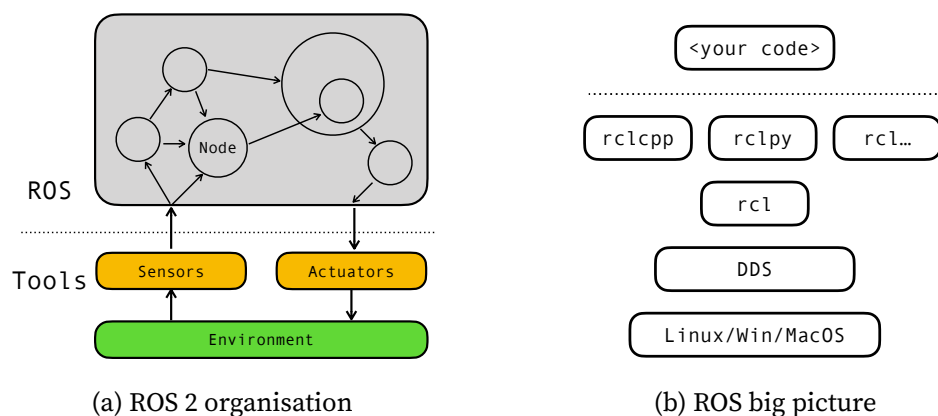 Node
ROS
Tools
Sensors
Actuators
Environment
(a) ROS 2 organisation
<your code>
rclcpp
rclpy
rcl…
rcl
DDS
Linux/Win/MacOS
(b) ROS big picture